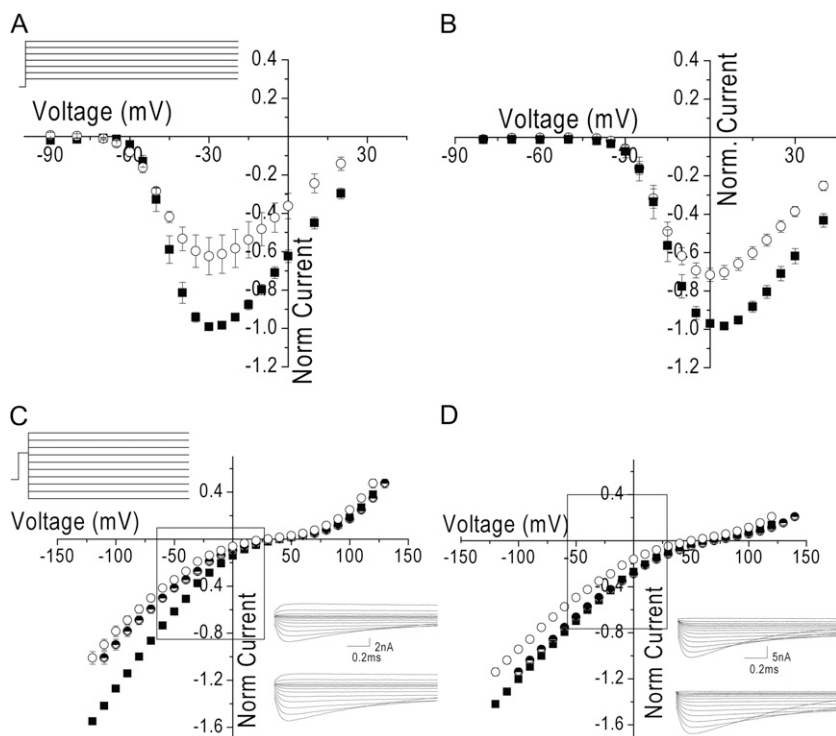 A
B
0.4
0.4
Voltage (mV)
Voltage (mV)
-90
-60
-30
30
-90
-60
-30
30
-0.2
-0.4
-0.6
-0.8
-1.0
-1.2
Norm Current
-0.2
-0.4
-0.6
-0.8
-1.0
-1.2
Norm. Current
C
D
0.4
0.4
Voltage (mV)
Voltage (mV)
-150
-100
-50
50
100
150
-150
-100
-50
50
100
150
-0.4
-0.8
-1.2
-1.6
Norm Current
2nA
0.2ms
-0.4
-0.8
-1.2
-1.6
Norm Current
5nA
0.2ms